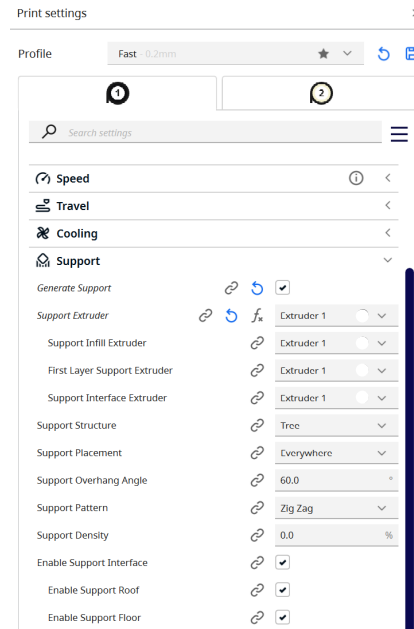 Print settings
Profile Fast - 0.2mm
1 2
Search settings
Speed
Travel
Cooling
Support
Generate Support
Support Extruder Extruder 1
Support Infill Extruder Extruder 1
First Layer Support Extruder Extruder 1
Support Interface Extruder Extruder 1
Support Structure Tree
Support Placement Everywhere
Support Overhang Angle 60.0 °
Support Pattern Zig Zag
Support Density 0.0 %
Enable Support Interface
Enable Support Roof
Enable Support Floor